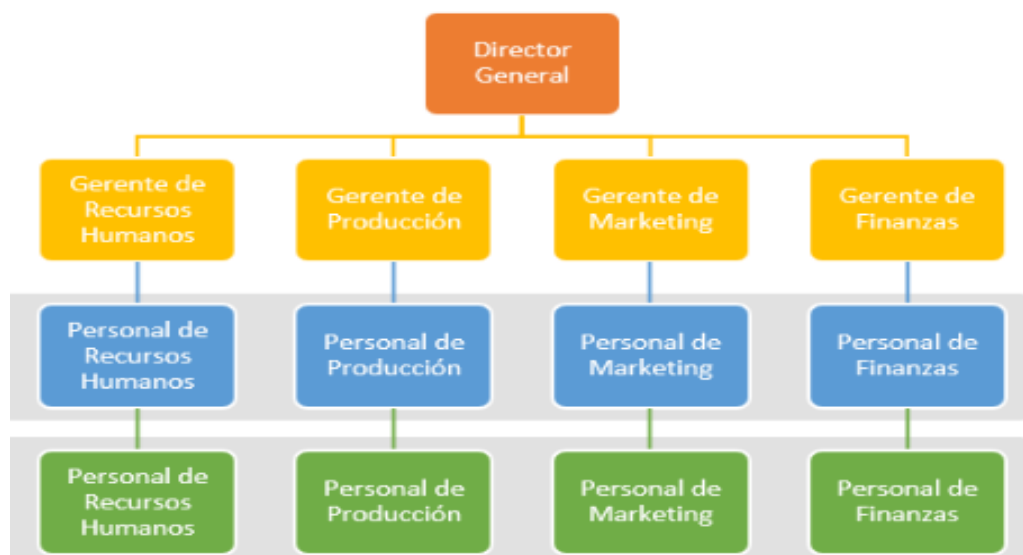 Director
General
Gerente de
Recursos
Humanos
Gerente de
Producción
Gerente de
Marketing
Gerente de
Finanzas
Personal de
Recursos
Humanos
Personal de
Producción
Personal de
Marketing
Personal de
Finanzas
Personal de
Recursos
Humanos
Personal de
Producción
Personal de
Marketing
Personal de
Finanzas